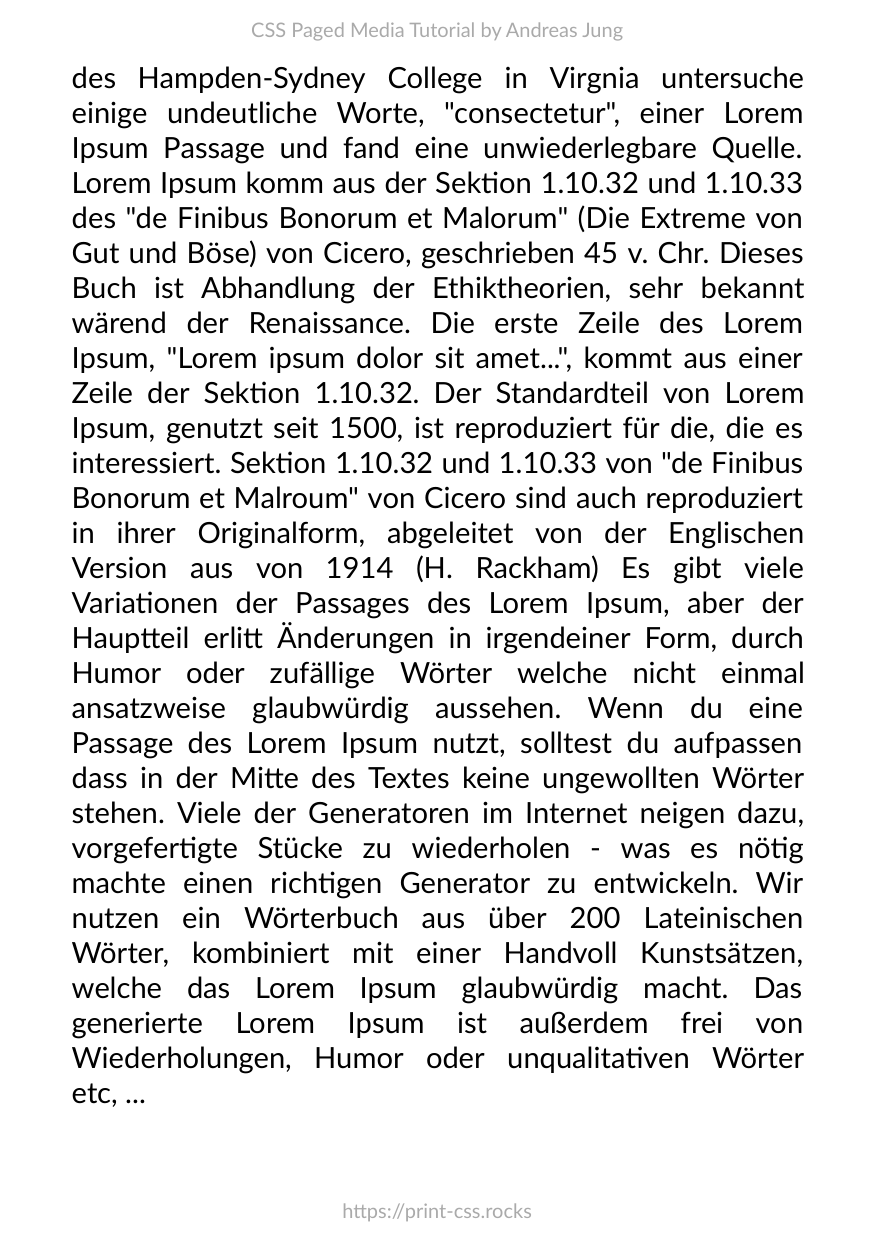 CSS Paged Media Tutorial by Andreas Jung
des Hampden-Sydney College in Virgnia untersuche
einige undeutliche Worte, "consectetur", einer Lorem
Ipsum Passage und fand eine unwiederlegbare Quelle.
Lorem Ipsum komm aus der Sektion 1.10.32 und 1.10.33
des "de Finibus Bonorum et Malorum" (Die Extreme von
Gut und Böse) von Cicero, geschrieben 45 v. Chr. Dieses
Buch ist Abhandlung der Ethiktheorien, sehr bekannt
wärend der Renaissance. Die erste Zeile des Lorem
Ipsum, "Lorem ipsum dolor sit amet...", kommt aus einer
Zeile der Sektion 1.10.32. Der Standardteil von Lorem
Ipsum, genutzt seit 1500, ist reproduziert für die, die es
interessiert. Sektion 1.10.32 und 1.10.33 von "de Finibus
Bonorum et Malroum" von Cicero sind auch reproduziert
in ihrer Originalform, abgeleitet von der Englischen
Version aus von 1914 (H. Rackham) Es gibt viele
Variationen der Passages des Lorem Ipsum, aber der
Hauptteil erlitt Änderungen in irgendeiner Form, durch
Humor oder zufällige Wörter welche nicht einmal
ansatzweise glaubwürdig aussehen. Wenn du eine
Passage des Lorem Ipsum nutzt, solltest du aufpassen
dass in der Mitte des Textes keine ungewollten Wörter
stehen. Viele der Generatoren im Internet neigen dazu,
vorgefertigte Stücke zu wiederholen - was es nötig
machte einen richtigen Generator zu entwickeln. Wir
nutzen ein Wörterbuch aus über 200 Lateinischen
Wörter, kombiniert mit einer Handvoll Kunstsätzen,
welche das Lorem Ipsum glaubwürdig macht. Das
generierte Lorem Ipsum ist außerdem frei von
Wiederholungen, Humor oder unqualitativen Wörter
etc, ...
https://print-css.rocks